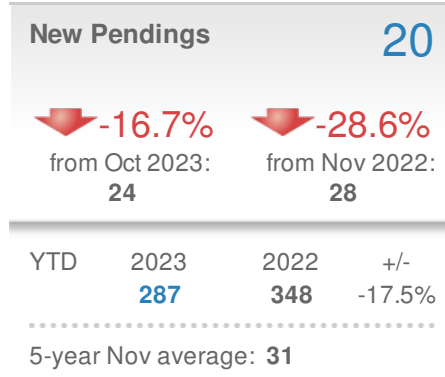 New Pendings 20
-16.7% -28.6%
from Oct 2023: from Nov 2022:
24 28
YTD 2023 2022 +/-
287 348 -17.5%
5-year Nov average: 31